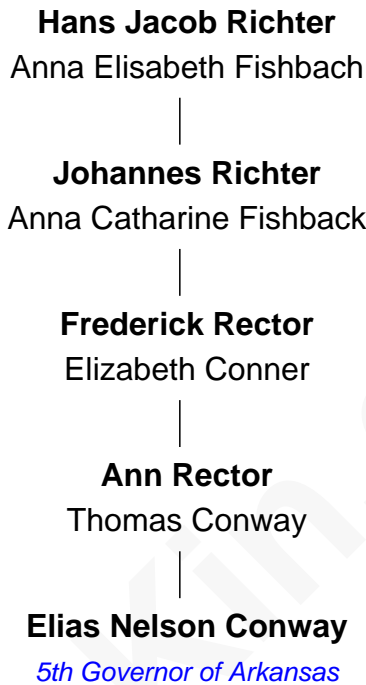 Hans Jacob Richter
Anna Elisabeth Fishbach
Johannes Richter
Anna Catharine Fishback
Frederick Rector
Elizabeth Conner
Ann Rector
Thomas Conway
Elias Nelson Conway
5th Governor of Arkansas